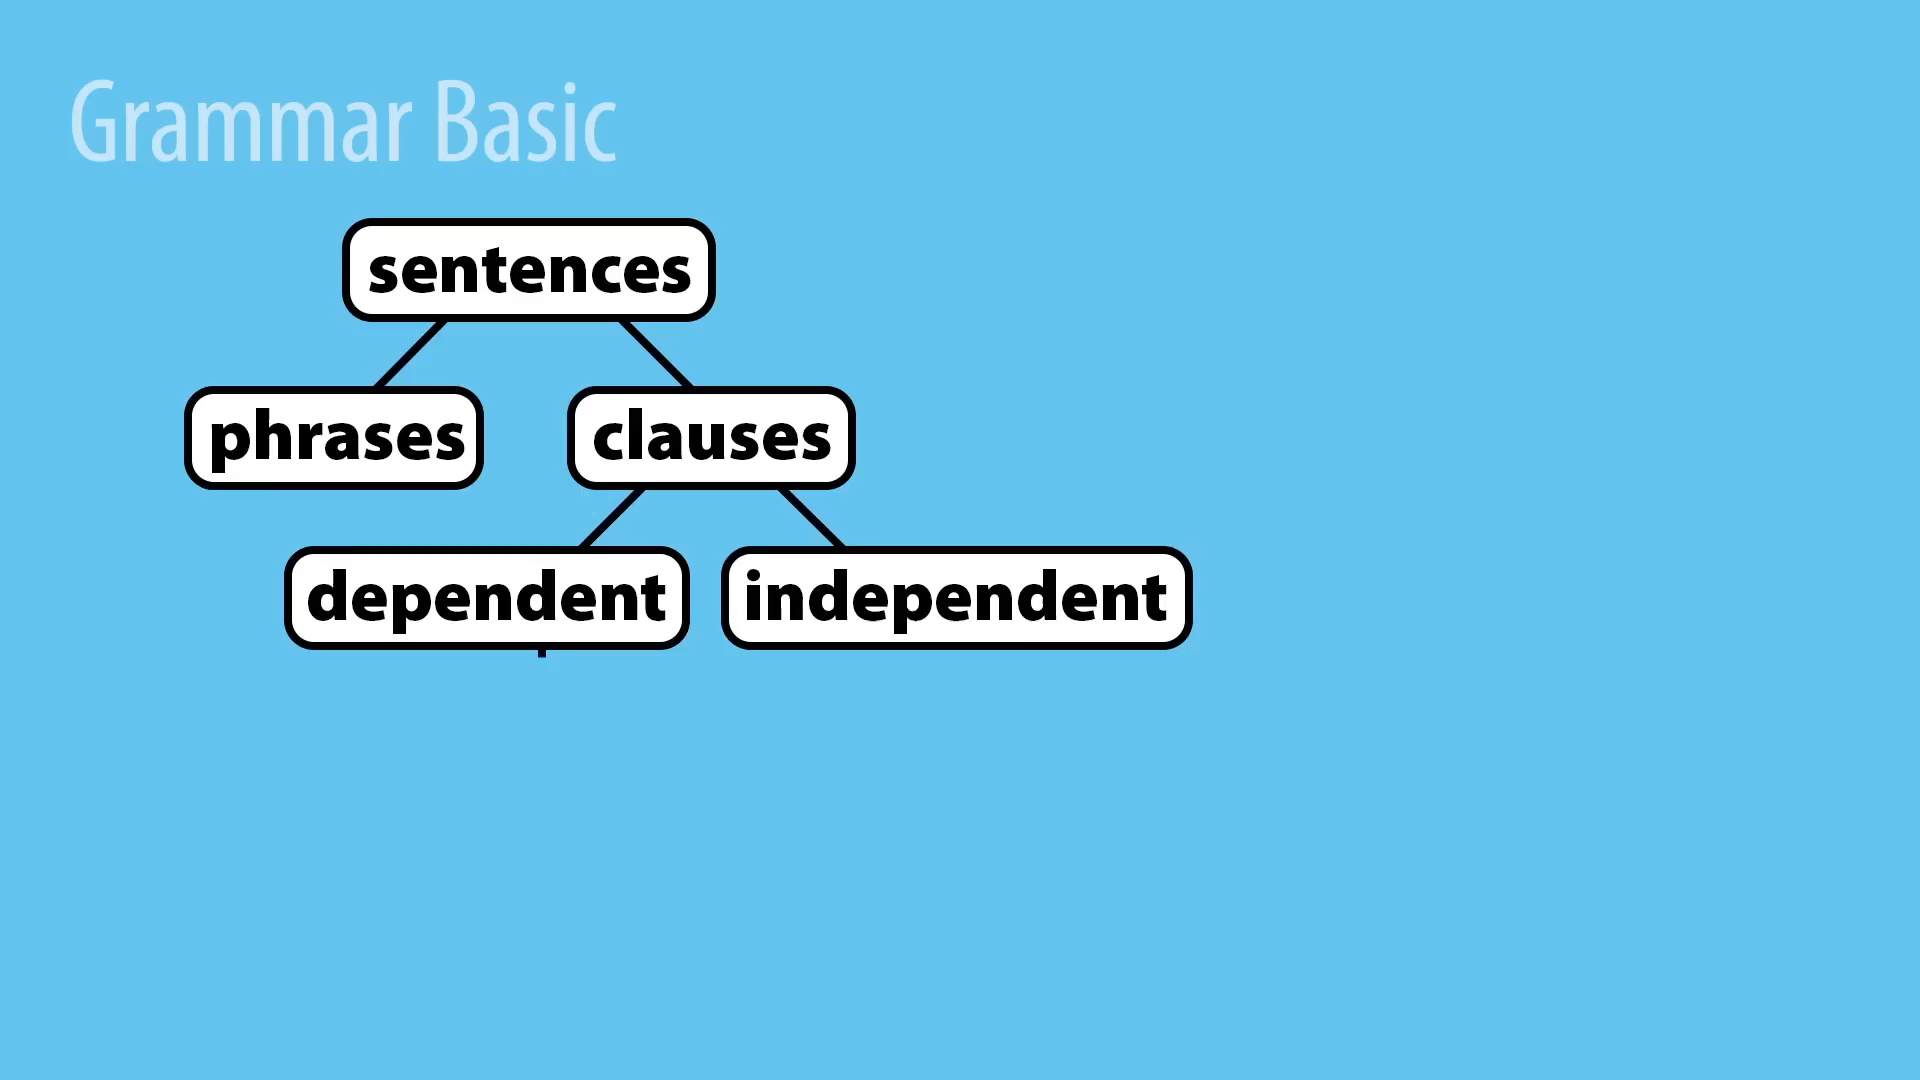 Grammar Basic
sentences
phrases clauses
dependent independent